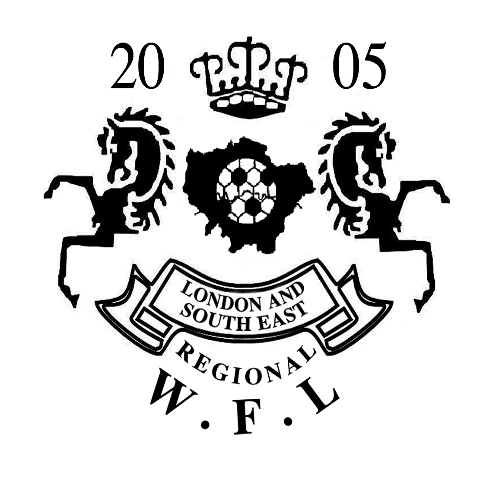 20 05
LONDON AND
SOUTH EAST
REGIONAL
W.F.L